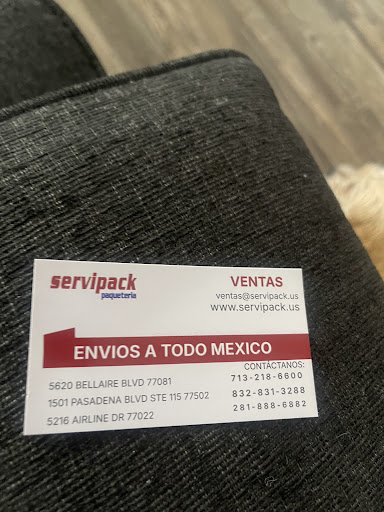 servipack
paqueteria
VENTAS
ventas@servipack.us
www.servipack.us
ENVIOS A TODO MEXICO
5620 BELLAIRE BLVD 77081
1501 PASADENA BLVD STE 115 77502
5216 AIRLINE DR 77022
CONTÁCTANOS:
713-218-6600
832-831-3288
281-888-6882